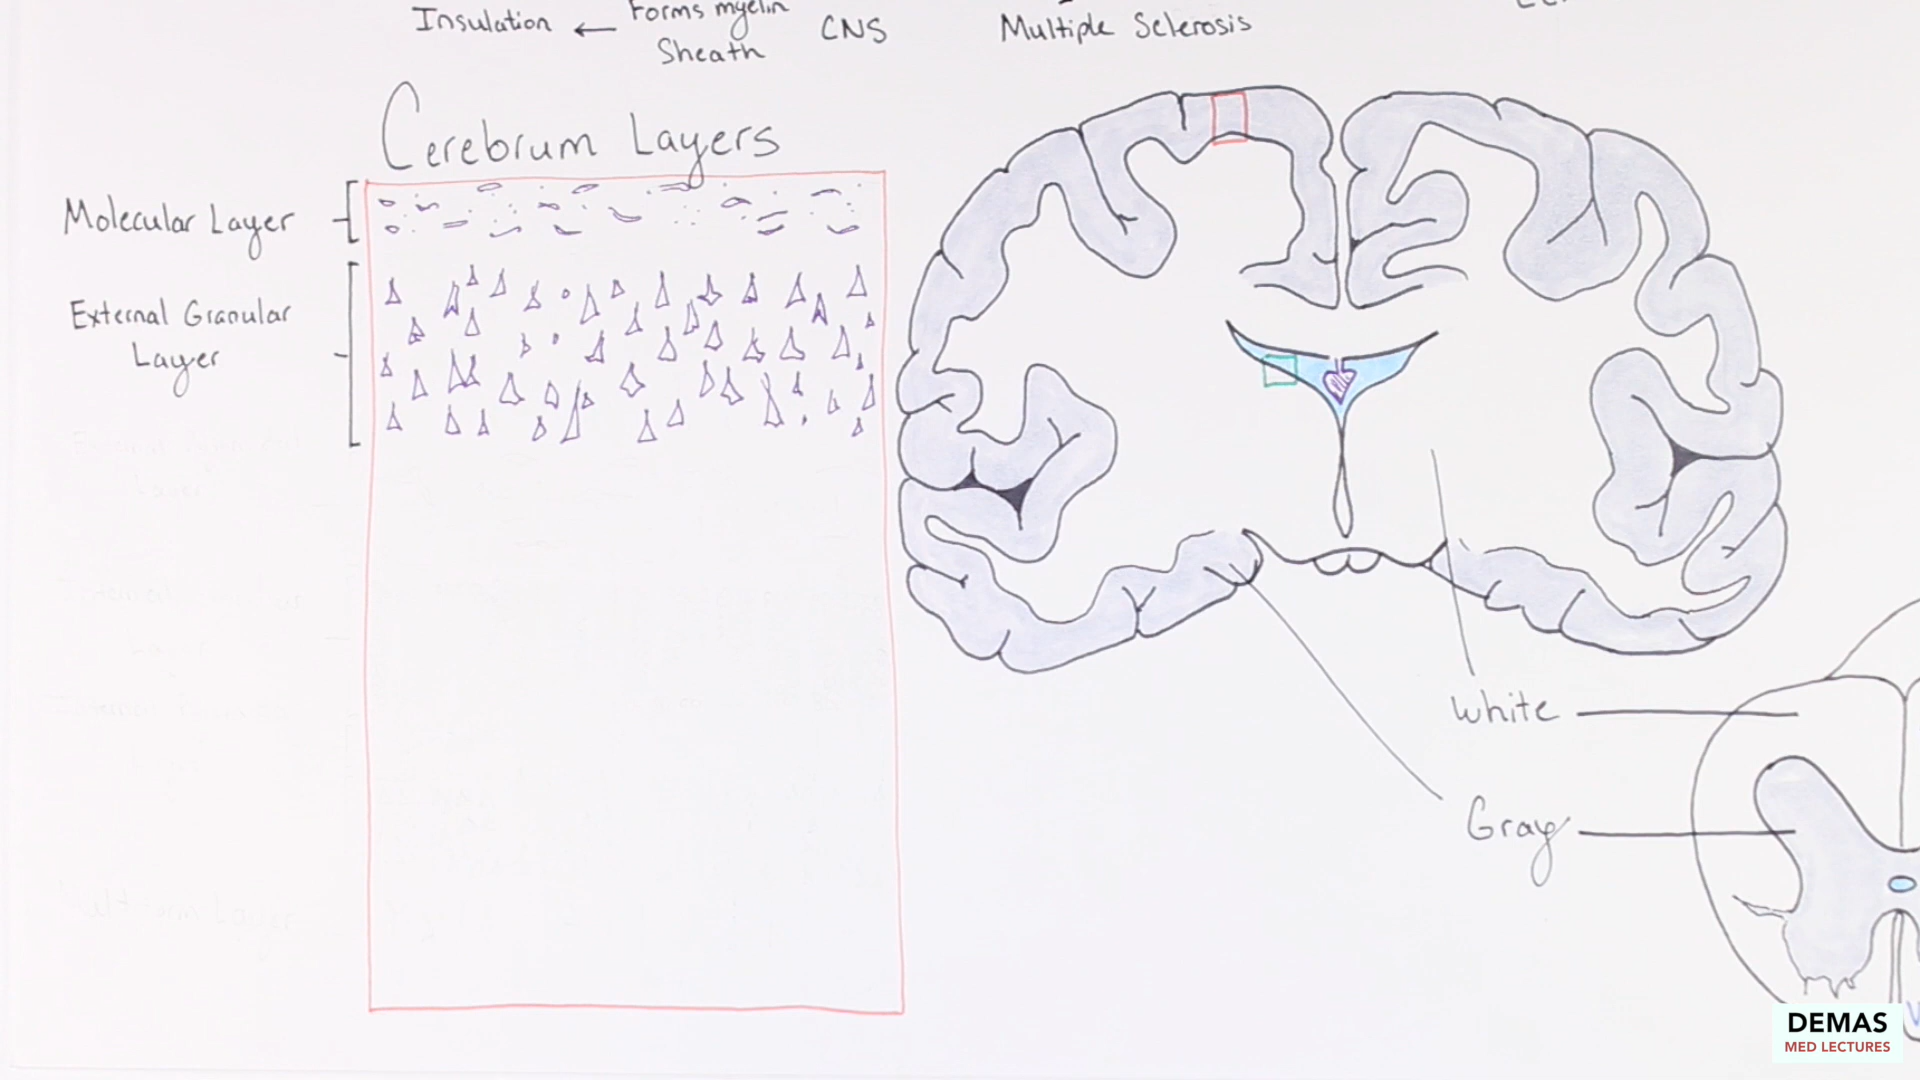 Insulation ← Forms myelin
Sheath
CNS
Multiple Sclerosis
Cerebrum Layers
Molecular Layer
External Granular
Layer
White
Gray
DEMAS
MED LECTURES